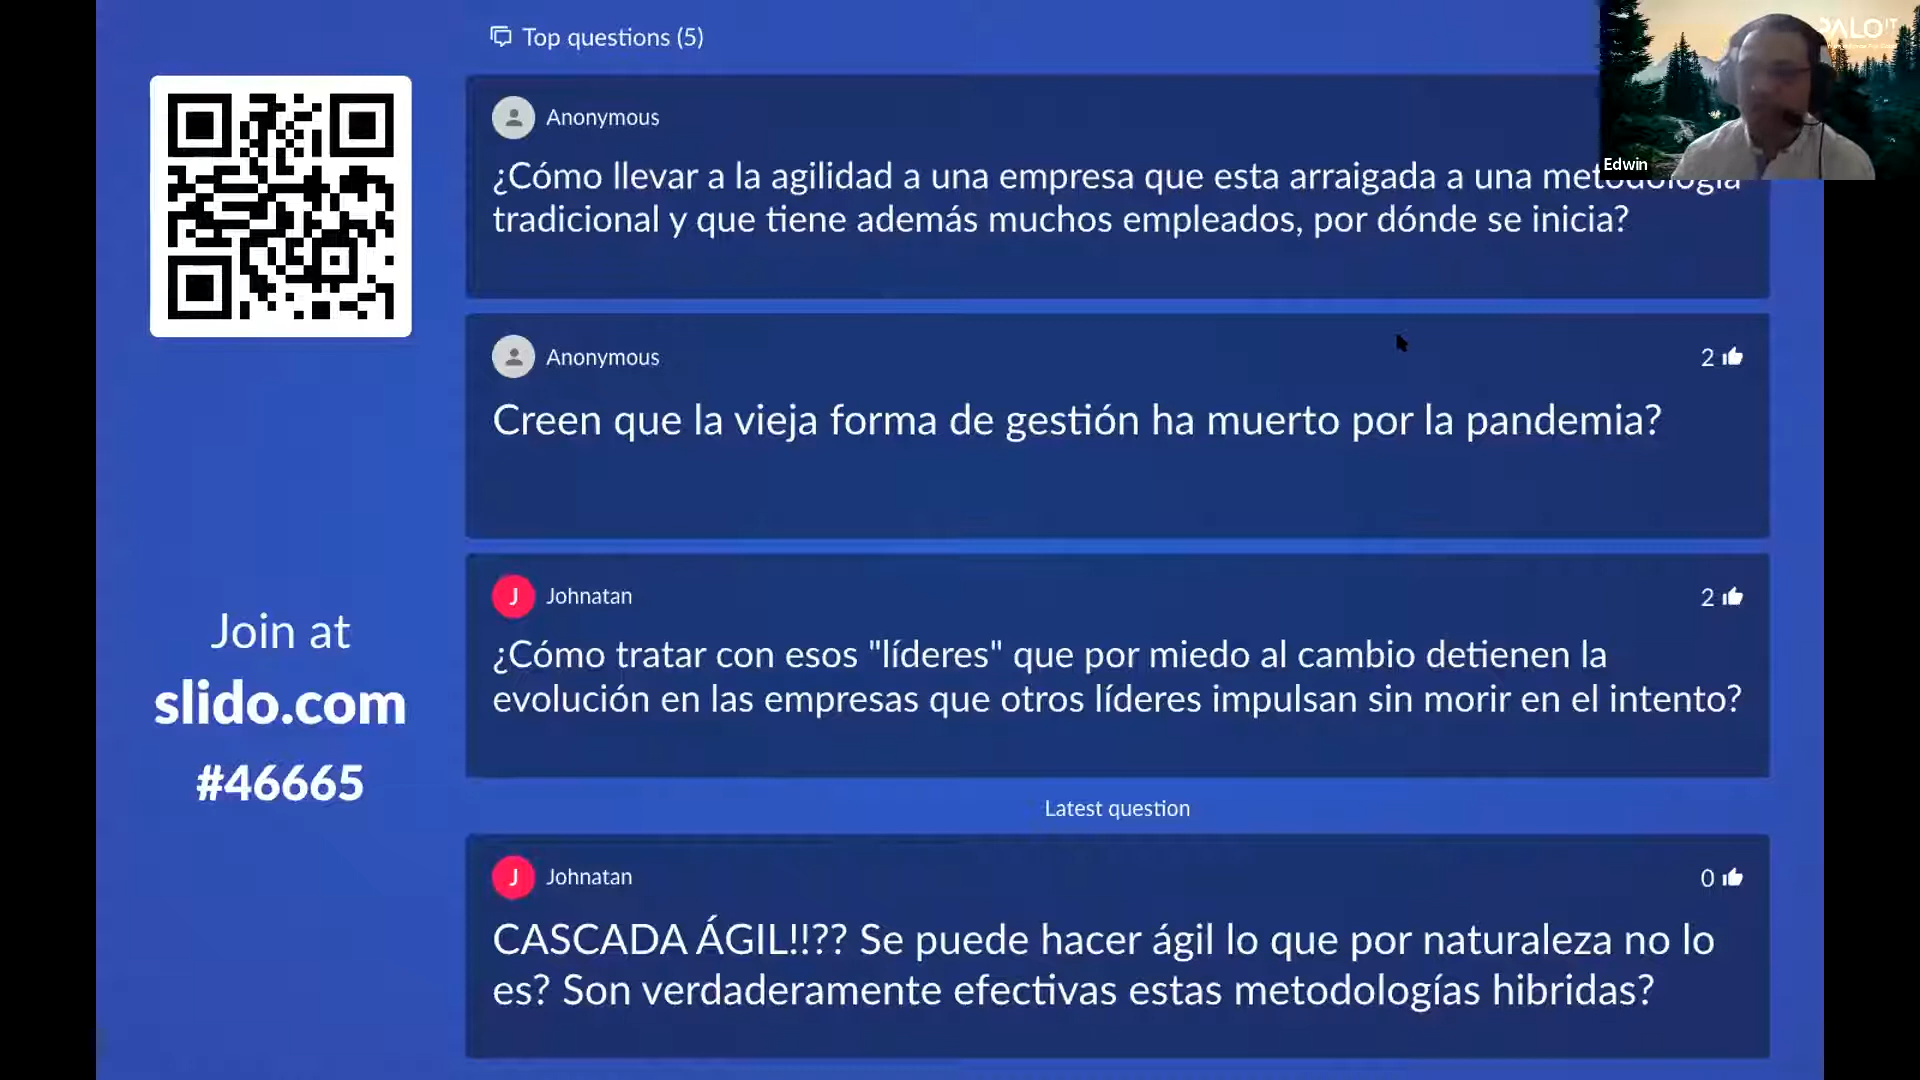 Top questions (5)
Anonymous
¿Cómo llevar a la agilidad a una empresa que esta arraigada a una metodología
tradicional y que tiene además muchos empleados, por dónde se inicia?
Anonymous
2
Creen que la vieja forma de gestión ha muerto por la pandemia?
J Johnatan
2
¿Cómo tratar con esos "líderes" que por miedo al cambio detienen la
evolución en las empresas que otros líderes impulsan sin morir en el intento?
Latest question
J Johnatan
0
CASCADA ÁGIL!!?? Se puede hacer ágil lo que por naturaleza no lo
es? Son verdaderamente efectivas estas metodologías hibridas?
Join at
slido.com
#46665
PALO IT
Edwin